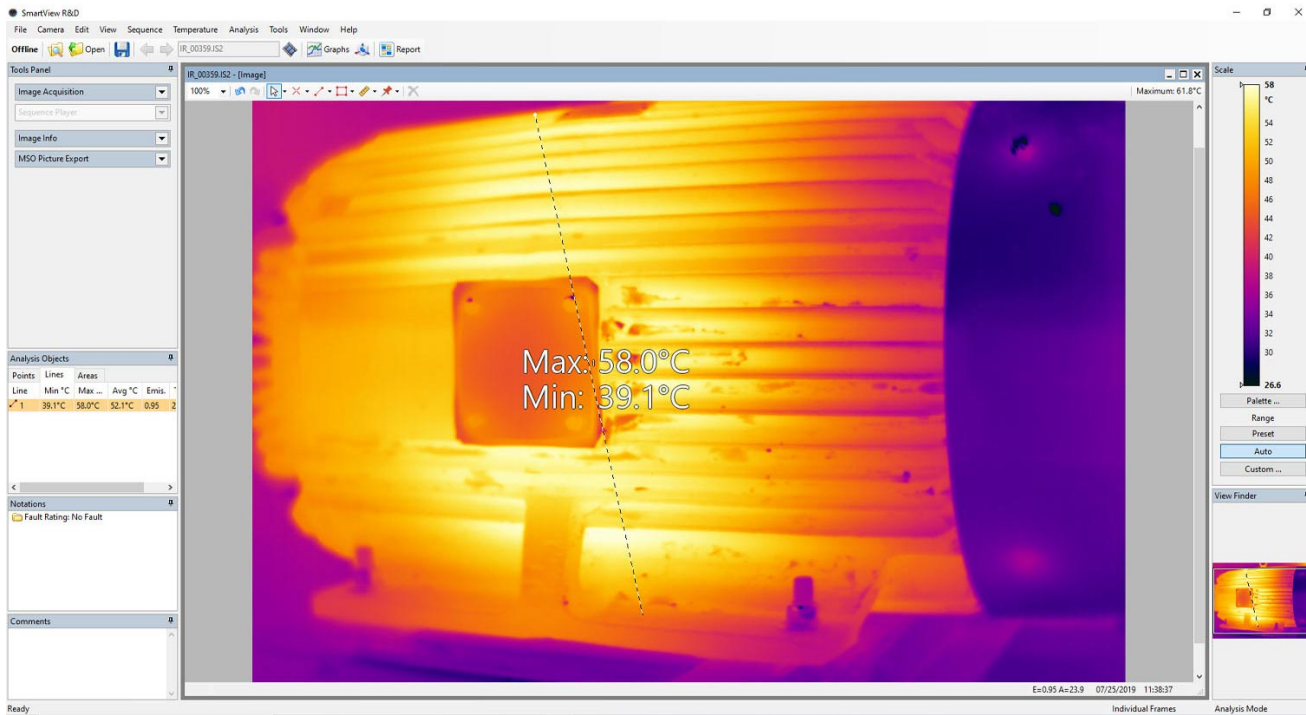 SmartView R&D
File Camera Edit View Sequence Temperature Analysis Tools Window Help
Offline Open IR_00359.IS2 Graphs Report
Tools Panel
Image Acquisition
Sequence Player
Image Info
MSO Picture Export
IR_00359.IS2 - [Image]
100% Maximum: 61.8°C
Max: 58.0°C
Min: 39.1°C
E=0.95 A=23.9 07/25/2019 11:38:37
Analysis Objects
Points Lines Areas
Line Min °C Max ... Avg °C Emis.
1 39.1°C 58.0°C 52.1°C 0.95 2
Notations
Fault Rating: No Fault
Comments
Scale
58
°C
54
52
50
48
46
44
42
40
38
36
34
32
30
26.6
Palette ...
Range
Preset
Auto
Custom ...
View Finder
Ready Individual Frames Analysis Mode